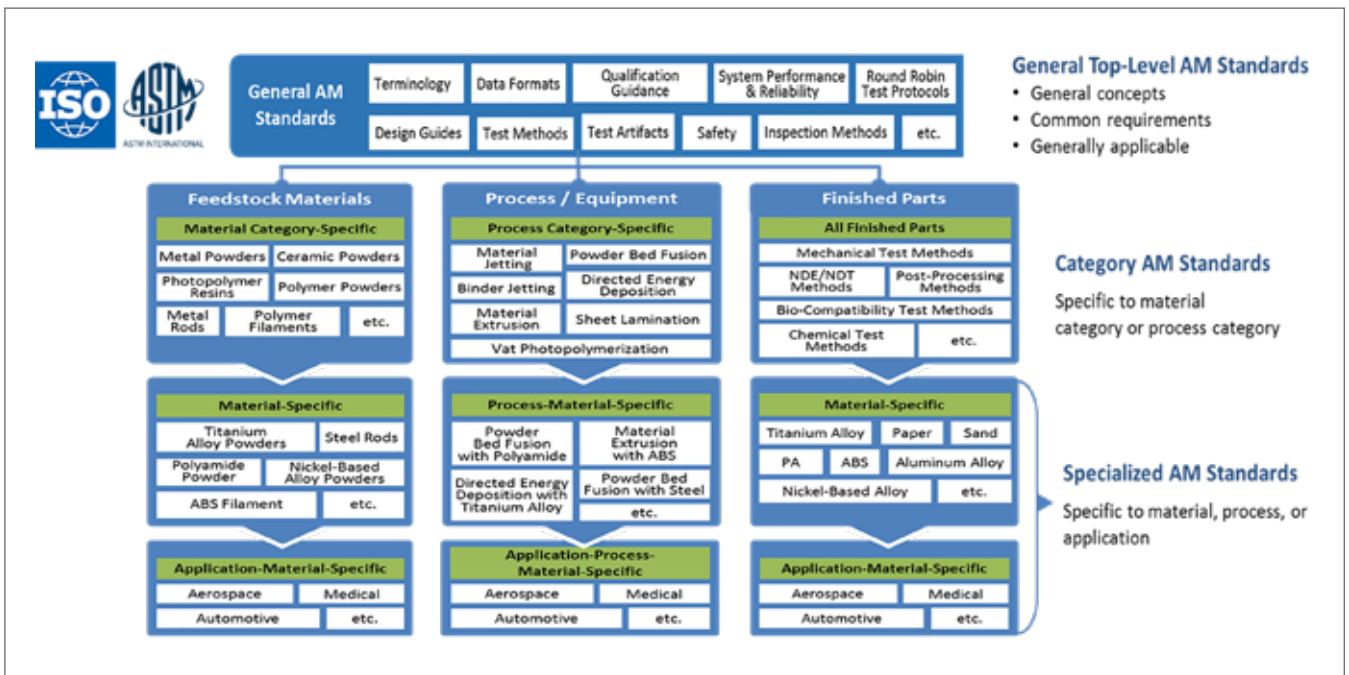 ISO
ASTM
ASTM INTERNATIONAL
General AM
Standards
Terminology
Data Formats
Qualification
Guidance
System Performance
& Reliability
Round Robin
Test Protocols
Design Guides
Test Methods
Test Artifacts
Safety
Inspection Methods
etc.
General Top-Level AM Standards
• General concepts
• Common requirements
• Generally applicable
Feedstock Materials
Material Category-Specific
Metal Powders
Ceramic Powders
Photopolymer
Resins
Polymer Powders
Metal
Rods
Polymer
Filaments
etc.
Process / Equipment
Process Category-Specific
Material
Jetting
Powder Bed Fusion
Binder Jetting
Directed Energy
Deposition
Material
Extrusion
Sheet Lamination
Vat Photopolymerization
Finished Parts
All Finished Parts
Mechanical Test Methods
NDE/NDT
Methods
Post-Processing
Methods
Bio-Compatibility Test Methods
Chemical Test
Methods
etc.
Category AM Standards
Specific to material
category or process category
Material-Specific
Titanium
Alloy Powders
Steel Rods
Polyamide
Powder
Nickel-Based
Alloy Powders
ABS Filament
etc.
Process-Material-Specific
Powder
Bed Fusion
with Polyamide
Material
Extrusion
with ABS
Directed Energy
Deposition with
Titanium Alloy
Powder Bed
Fusion with Steel
etc.
Material-Specific
Titanium Alloy
Paper
Sand
PA
ABS
Aluminum Alloy
Nickel-Based Alloy
etc.
Specialized AM Standards
Specific to material, process, or
application
Application-Material-Specific
Aerospace
Medical
Automotive
etc.
Application-Process-
Material-Specific
Aerospace
Medical
Automotive
etc.
Application-Material-Specific
Aerospace
Medical
Automotive
etc.